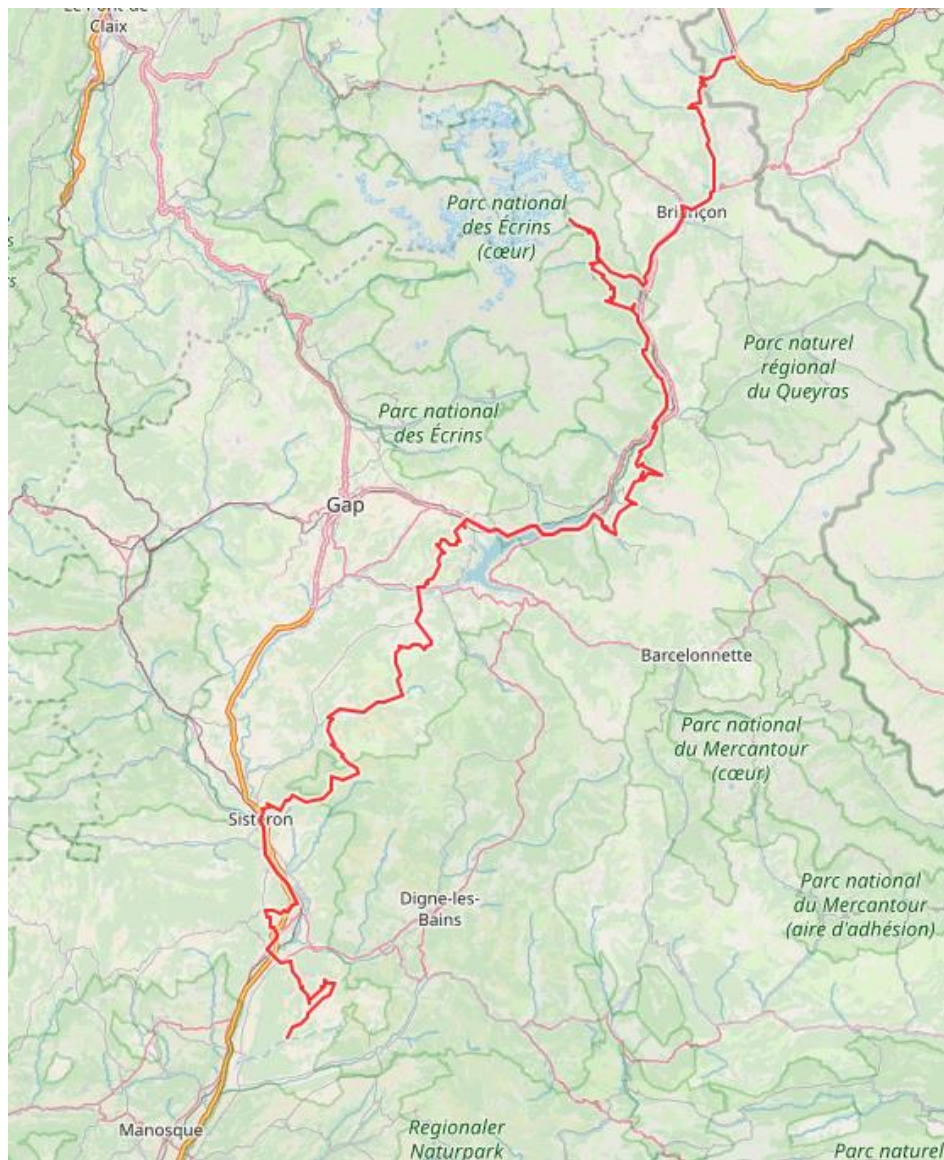 Claix
Parc national
des Écrins
(cœur)
Briançon
Parc naturel
régional
du Queyras
Parc national
des Écrins
Gap
Barcelonnette
Parc national
du Mercantour
(cœur)
Sisteron
Parc national
du Mercantour
(aire d'adhésion)
Digne-les-
Bains
Manosque
Regionaler
Naturpark
Parc naturel